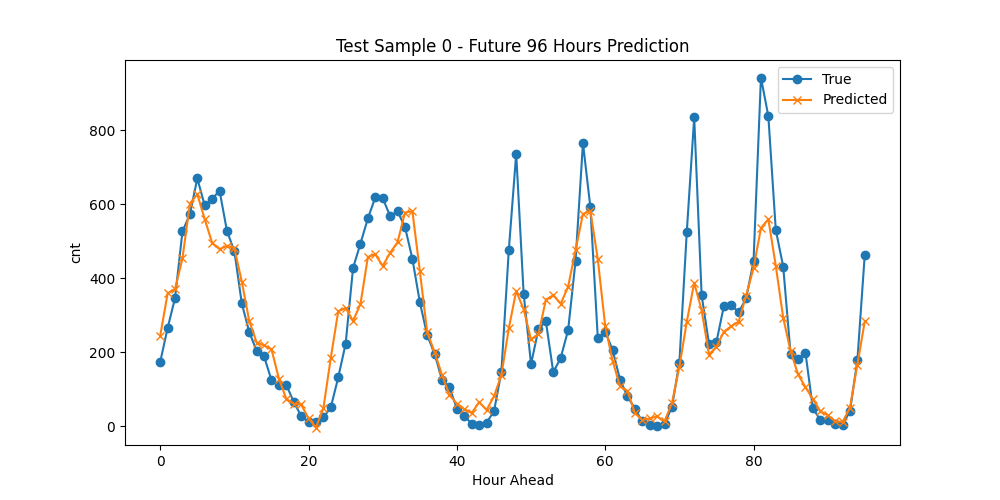 Test Sample 0 - Future 96 Hours Prediction
True
Predicted
800
600
400
200
0
cnt
0 20 40 60 80
Hour Ahead